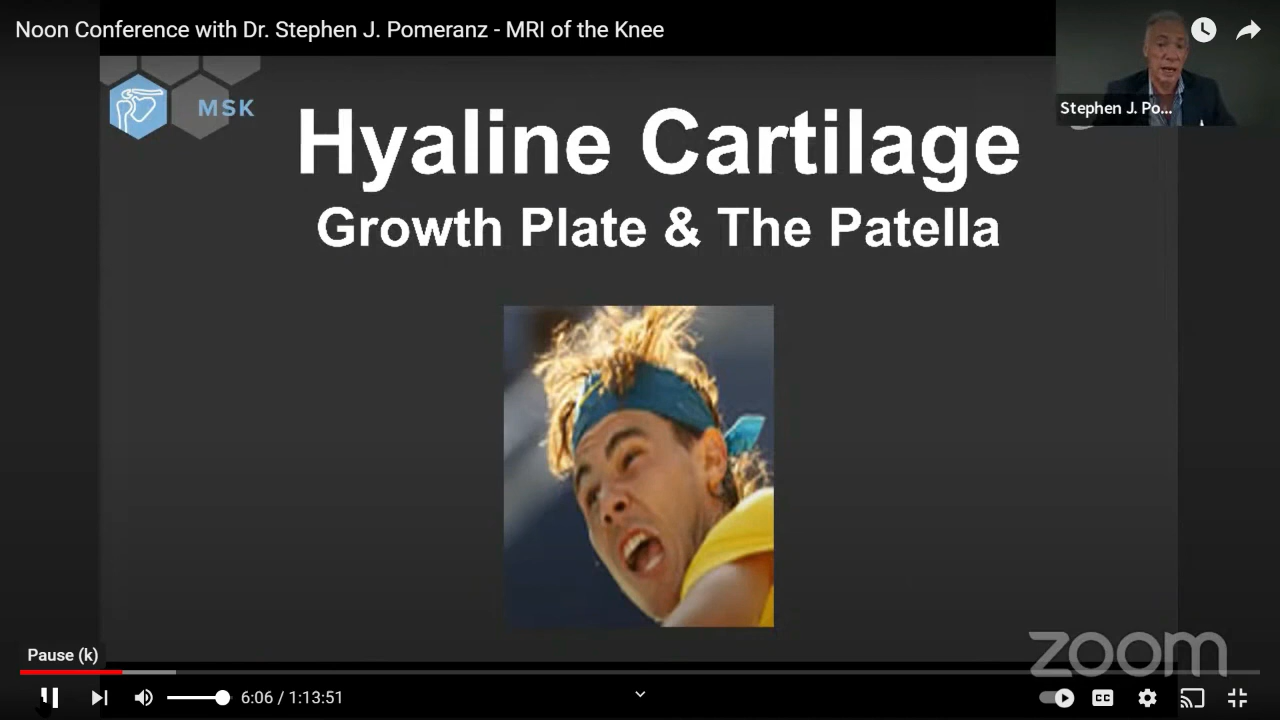 Noon Conference with Dr. Stephen J. Pomeranz - MRI of the Knee
Stephen J. Po...
MSK
Hyaline Cartilage
Growth Plate & The Patella
zoom
Pause (k)
6:06 / 1:13:51
CC